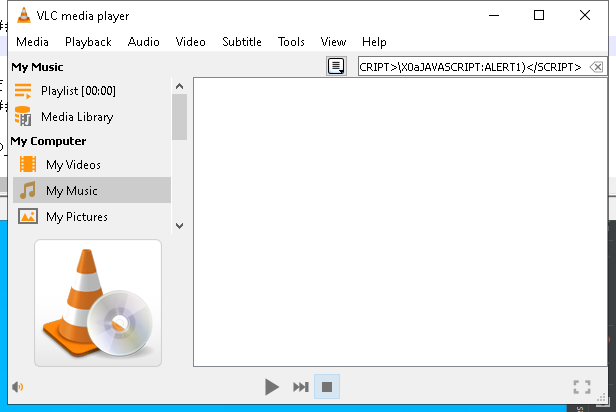 VLC media player
Media Playback Audio Video Subtitle Tools View Help
My Music
CRIPT>\X0aJAVASCRIPT:ALERT1)</SCRIPT>
Playlist [00:00]
Media Library
My Computer
My Videos
My Music
My Pictures